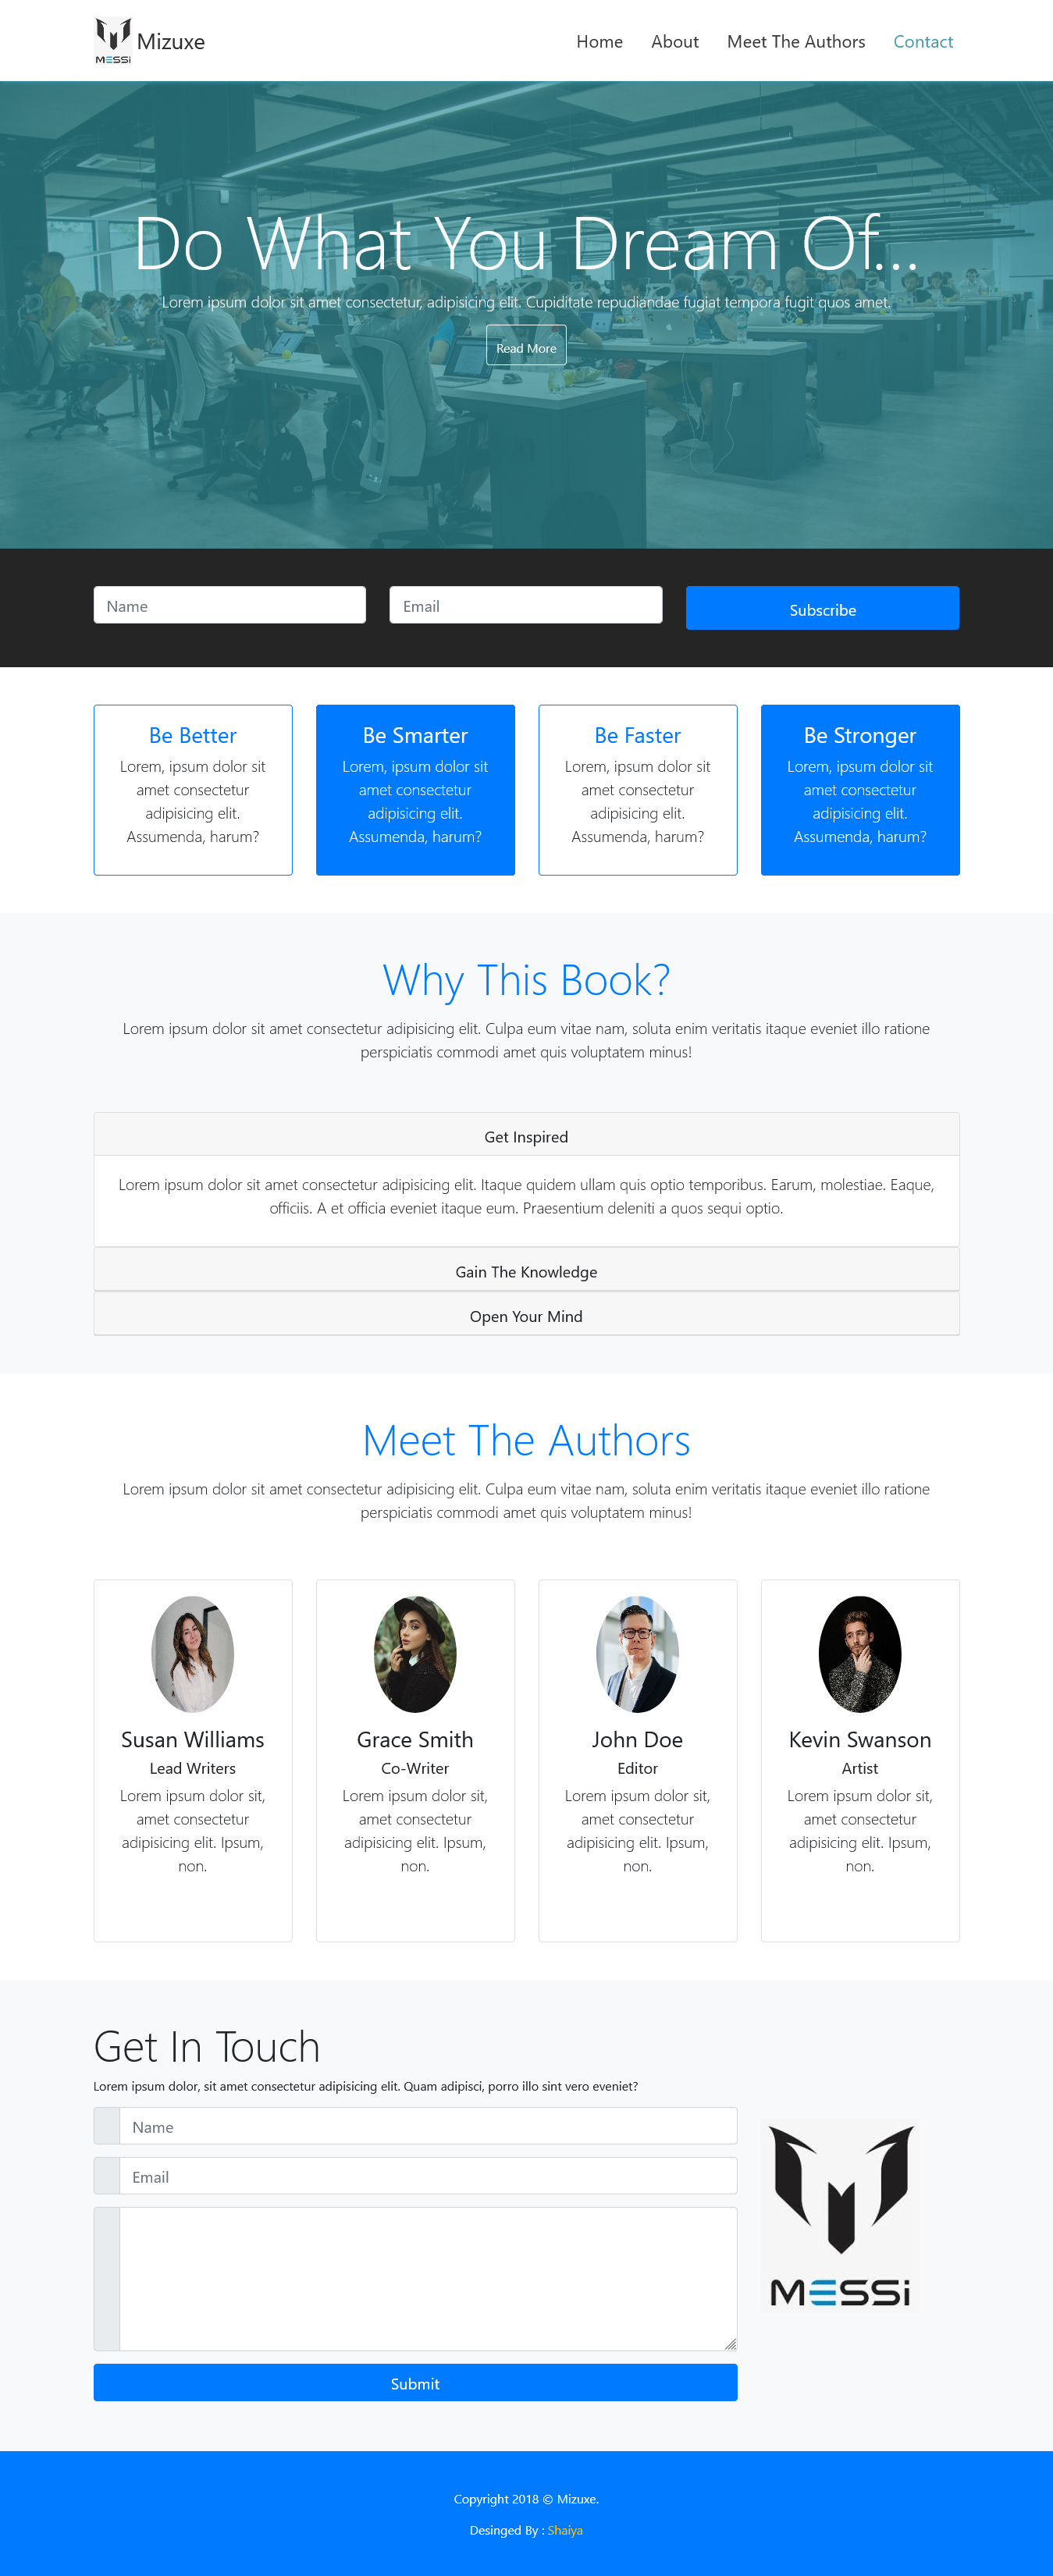 MESSi
Mizuxe
Home About Meet The Authors Contact
Do What You Dream Of...
Lorem ipsum dolor sit amet consectetur, adipisicing elit. Cupiditate repudiandae fugiat tempora fugit quos amet.
Read More
Name
Email
Subscribe
Be Better
Lorem, ipsum dolor sit
amet consectetur
adipisicing elit.
Assumenda, harum?
Be Smarter
Lorem, ipsum dolor sit
amet consectetur
adipisicing elit.
Assumenda, harum?
Be Faster
Lorem, ipsum dolor sit
amet consectetur
adipisicing elit.
Assumenda, harum?
Be Stronger
Lorem, ipsum dolor sit
amet consectetur
adipisicing elit.
Assumenda, harum?
Why This Book?
Lorem ipsum dolor sit amet consectetur adipisicing elit. Culpa eum vitae nam, soluta enim veritatis itaque eveniet illo ratione
perspiciatis commodi amet quis voluptatem minus!
Get Inspired
Lorem ipsum dolor sit amet consectetur adipisicing elit. Itaque quidem ullam quis optio temporibus. Earum, molestiae. Eaque,
officiis. A et officia eveniet itaque eum. Praesentium deleniti a quos sequi optio.
Gain The Knowledge
Open Your Mind
Meet The Authors
Lorem ipsum dolor sit amet consectetur adipisicing elit. Culpa eum vitae nam, soluta enim veritatis itaque eveniet illo ratione
perspiciatis commodi amet quis voluptatem minus!
Susan Williams
Lead Writers
Lorem ipsum dolor sit,
amet consectetur
adipisicing elit. Ipsum,
non.
Grace Smith
Co-Writer
Lorem ipsum dolor sit,
amet consectetur
adipisicing elit. Ipsum,
non.
John Doe
Editor
Lorem ipsum dolor sit,
amet consectetur
adipisicing elit. Ipsum,
non.
Kevin Swanson
Artist
Lorem ipsum dolor sit,
amet consectetur
adipisicing elit. Ipsum,
non.
Get In Touch
Lorem ipsum dolor, sit amet consectetur adipisicing elit. Quam adipisci, porro illo sint vero eveniet?
Name
Email
Submit
MESSi
Copyright 2018 © Mizuxe.
Desinged By : Shaiya